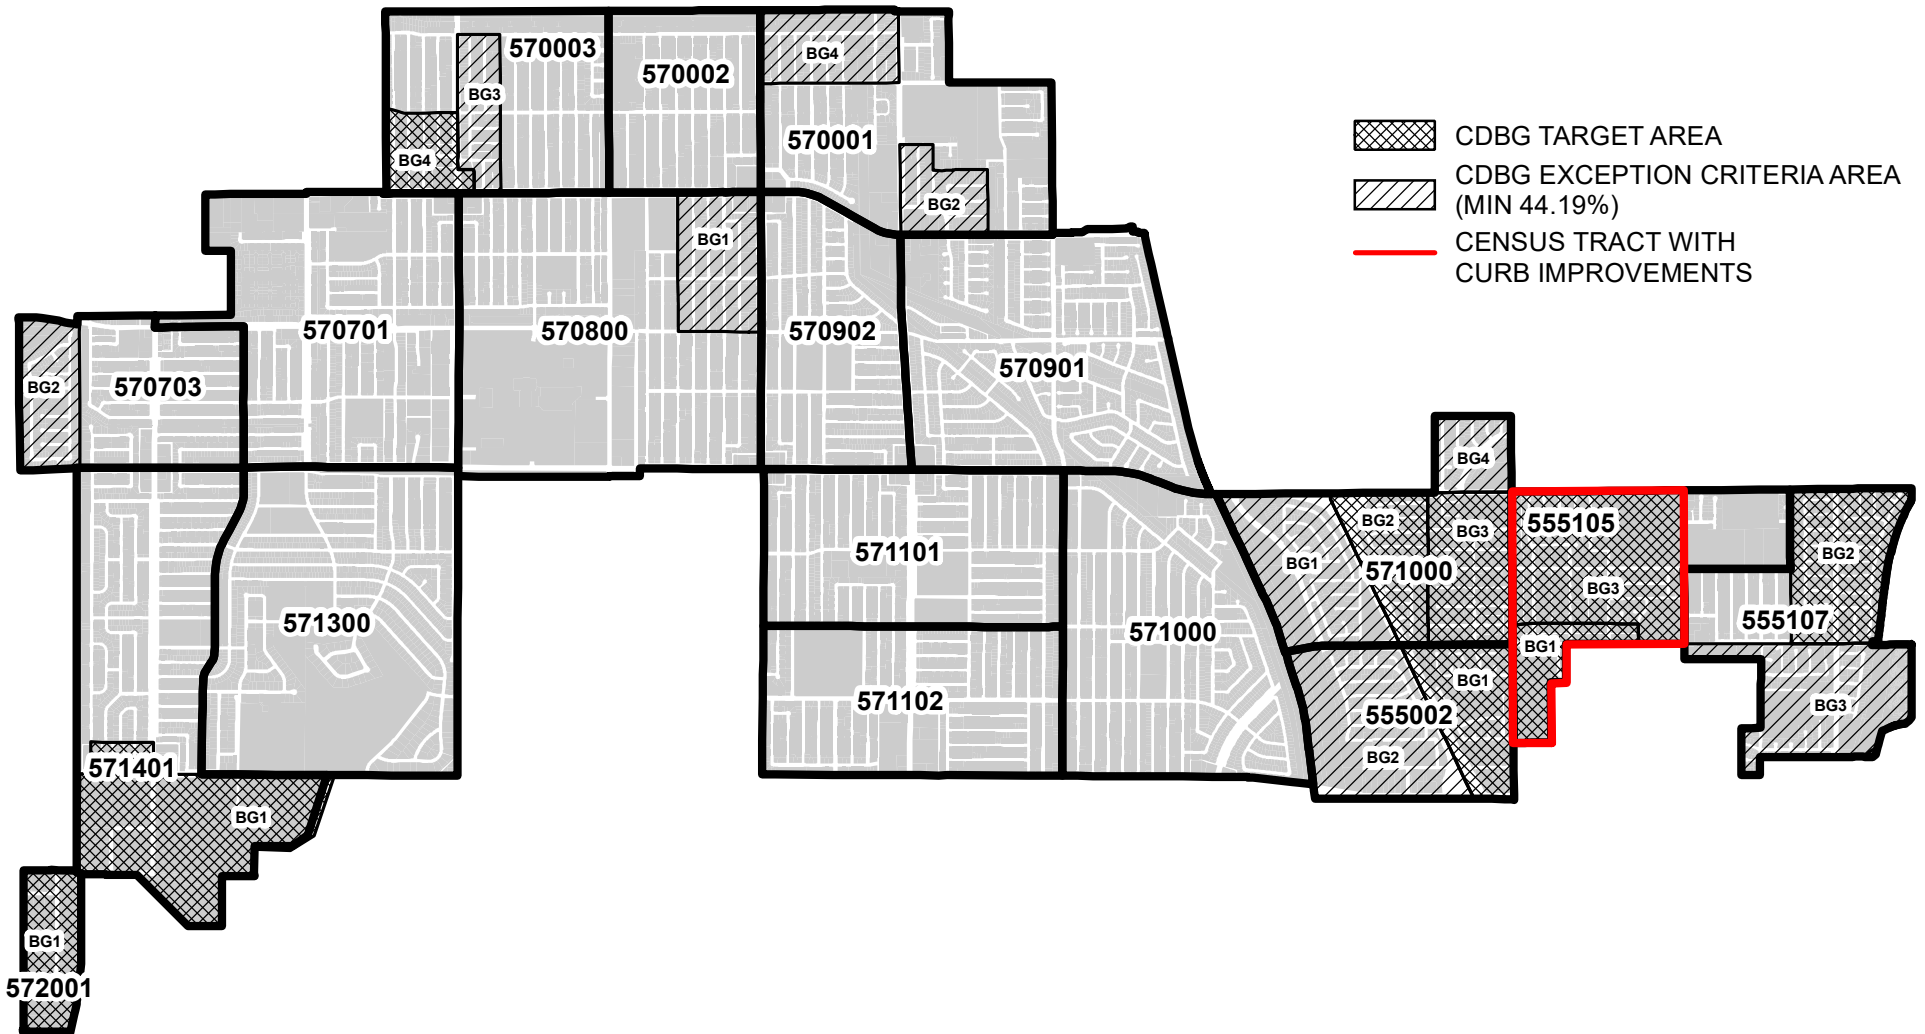 570003
570002
BG4
BG3
570001
BG4
BG2
CDBG TARGET AREA
CDBG EXCEPTION CRITERIA AREA
(MIN 44.19%)
CENSUS TRACT WITH
CURB IMPROVEMENTS
BG1
570701
570800
570902
570901
BG2
570703
BG4
555105
BG2
BG3
BG2
571101
BG1
571000
BG3
571300
571000
555107
BG1
BG1
571102
555002
BG3
BG2
571401
BG1
BG1
572001